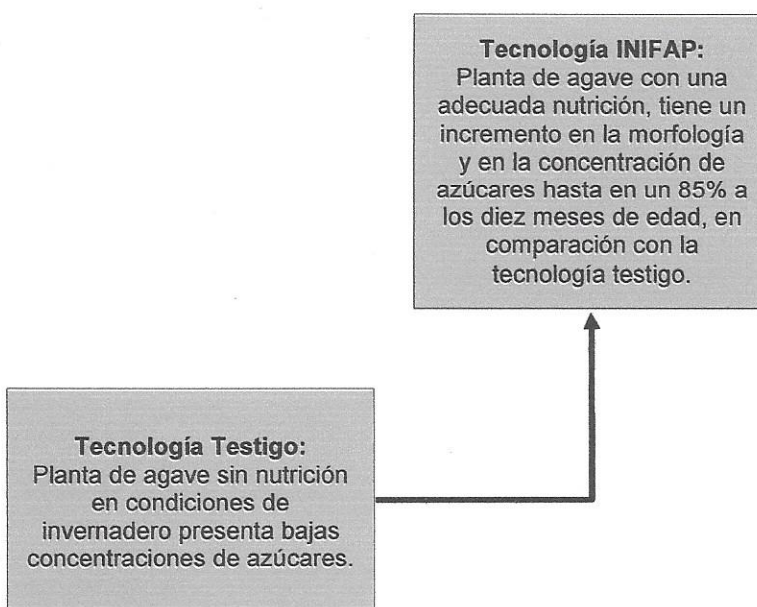 Tecnología INIFAP:
Planta de agave con una
adecuada nutrición, tiene un
incremento en la morfología
y en la concentración de
azúcares hasta en un 85% a
los diez meses de edad, en
comparación con la
tecnología testigo.
Tecnología Testigo:
Planta de agave sin nutrición
en condiciones de
invernadero presenta bajas
concentraciones de azúcares.